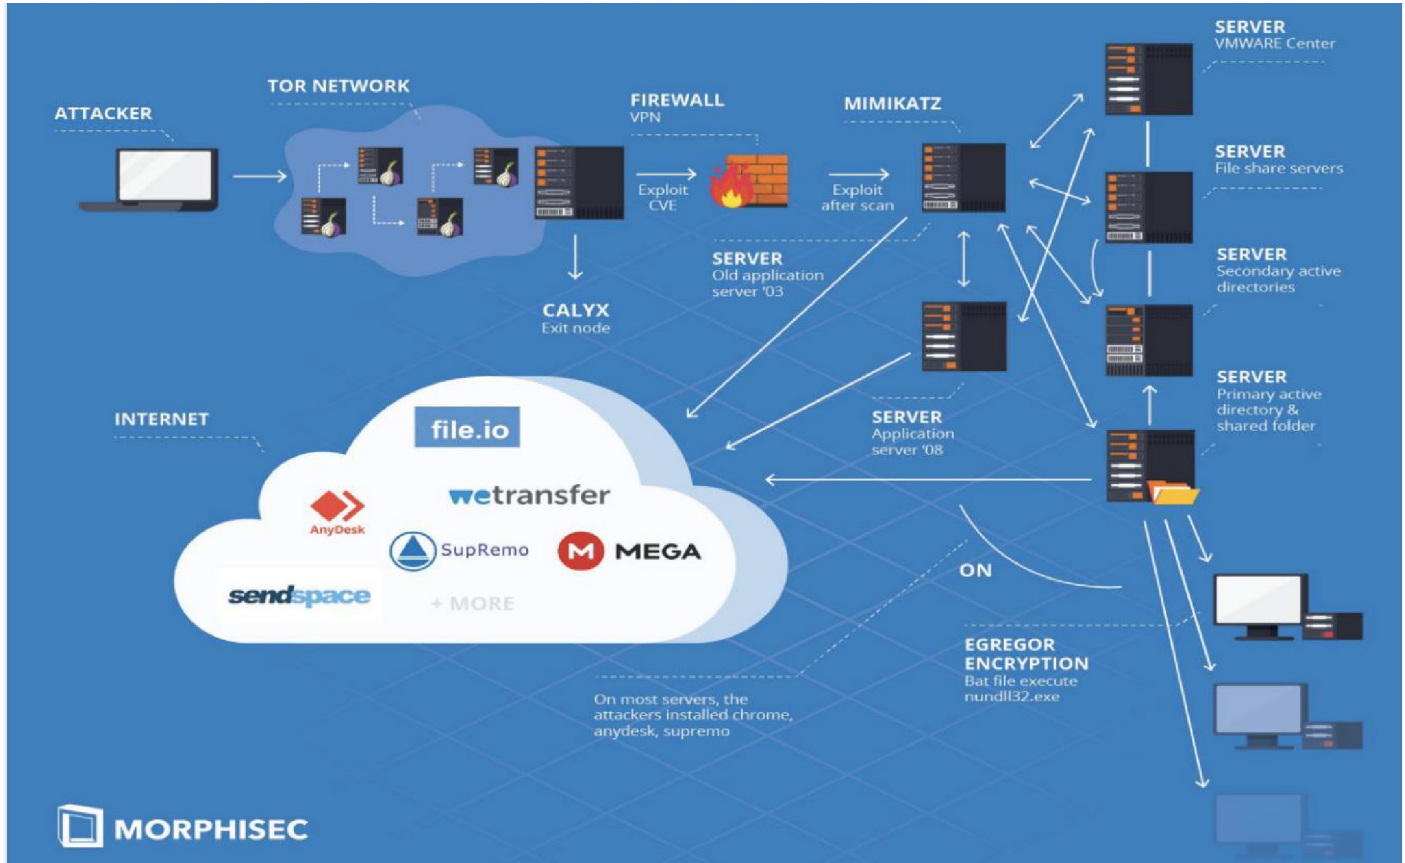 ATTACKER
TOR NETWORK
FIREWALL
VPN
MIMIKATZ
SERVER
VMWARE Center
SERVER
File share servers
SERVER
Secondary active
directories
SERVER
Primary active
directory &
shared folder
Exploit
CVE
Exploit
after scan
SERVER
Old application
server '03
CALYX
Exit node
SERVER
Application
server '08
INTERNET
file.io
wetransfer
AnyDesk
SupRemo
MEGA
sendspace
+ MORE
ON
EGREGOR
ENCRYPTION
Bat file execute
nundll32.exe
On most servers, the
attackers installed chrome,
anydesk, supremo
MORPHISEC